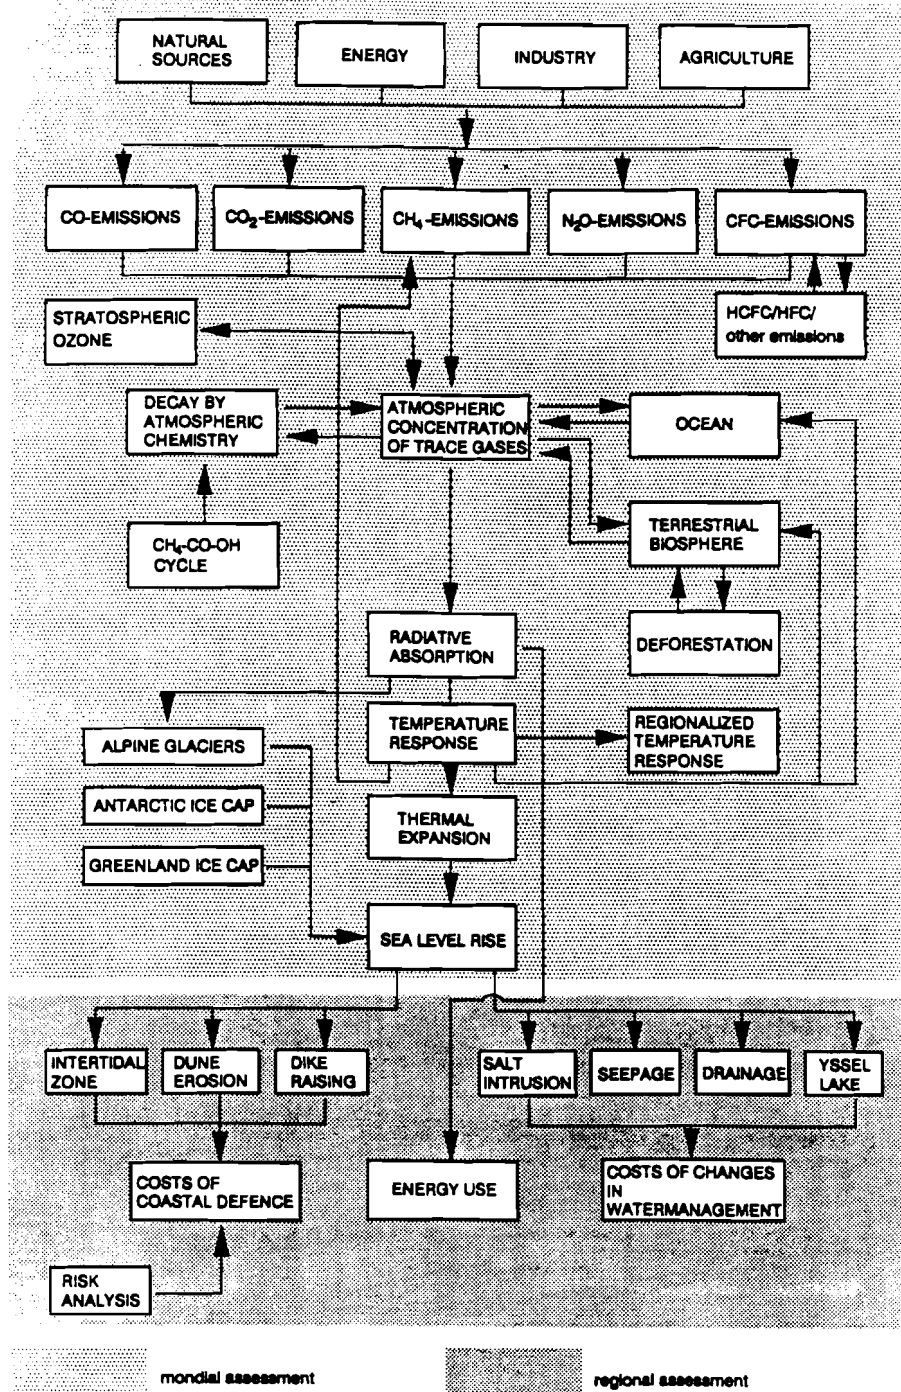 NATURAL
SOURCES
ENERGY
INDUSTRY
AGRICULTURE
CO-EMISSIONS
CO₂-EMISSIONS
CH₄-EMISSIONS
N₂O-EMISSIONS
CFC-EMISSIONS
STRATOSPHERIC
OZONE
HCFC/HFC/
other emissions
DECAY BY
ATMOSPHERIC
CHEMISTRY
ATMOSPHERIC
CONCENTRATION
OF TRACE GASES
OCEAN
CH₄-CO-OH
CYCLE
TERRESTRIAL
BIOSPHERE
RADIATIVE
ABSORPTION
DEFORESTATION
ALPINE GLACIERS
TEMPERATURE
RESPONSE
REGIONALIZED
TEMPERATURE
RESPONSE
ANTARCTIC ICE CAP
THERMAL
EXPANSION
GREENLAND ICE CAP
SEA LEVEL RISE
INTERTIDAL
ZONE
DUNE
EROSION
DIKE
RAISING
SALT
INTRUSION
SEEPAGE
DRAINAGE
YSSEL
LAKE
COSTS OF
COASTAL DEFENCE
ENERGY USE
COSTS OF CHANGES
IN
WATERMANAGEMENT
RISK
ANALYSIS
mondial assessment
regional assessment